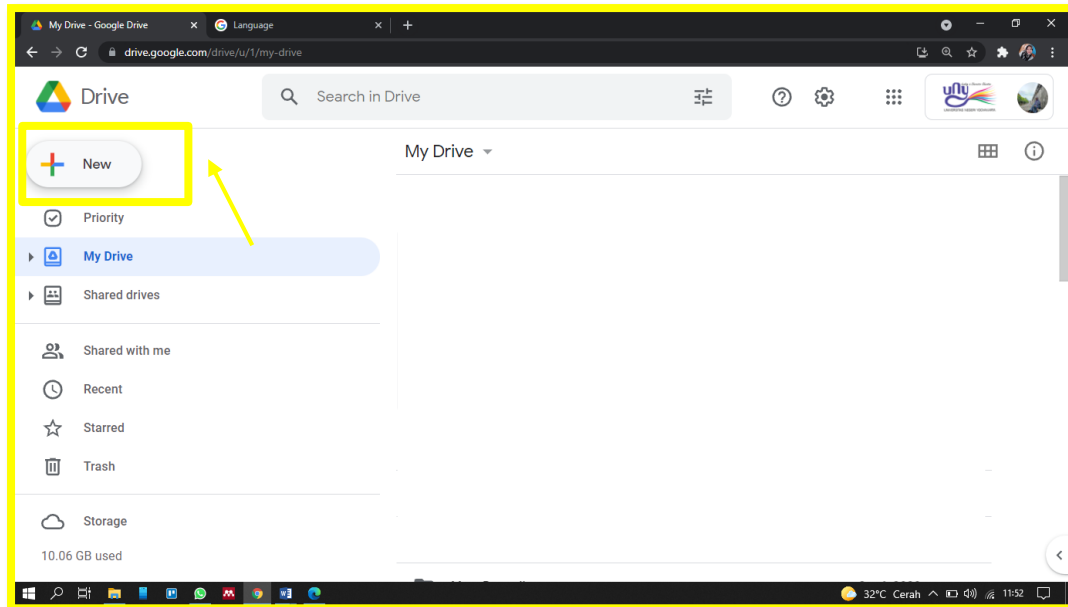 My Drive - Google Drive
Language
drive.google.com/drive/u/1/my-drive
Drive
Search in Drive
UNY
New
My Drive
Priority
My Drive
Shared drives
Shared with me
Recent
Starred
Trash
Storage
10.06 GB used
32°C Cerah
11:52